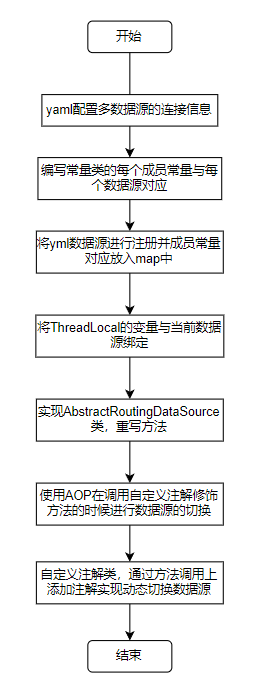 开始
yaml配置多数据源的连接信息
编写常量类的每个成员常量与每
个数据源对应
将yml数据源进行注册并成员常量
对应放入map中
将ThreadLocal的变量与当前数据
源绑定
实现AbstractRoutingDataSource
类，重写方法
使用AOP在调用自定义注解修饰
方法的时候进行数据源的切换
自定义注解类，通过方法调用上
添加注解实现动态切换数据源
结束